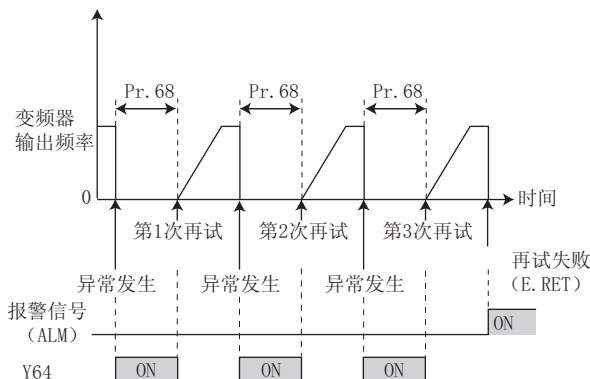 Pr.68 Pr.68 Pr.68
变频器
输出频率
0
时间
第1次再试 第2次再试 第3次再试
异常发生 异常发生 异常发生
再试失败
（E.RET）
报警信号
（ALM）
ON
Y64 ON ON ON